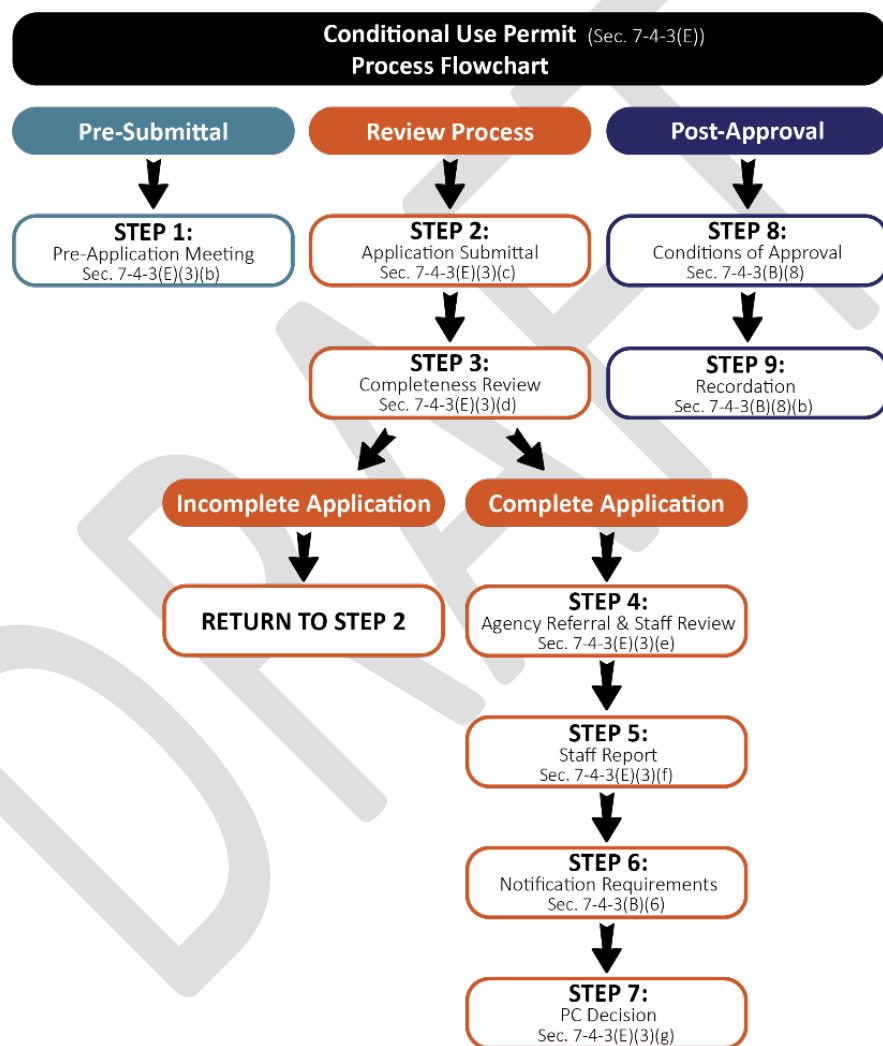 Conditional Use Permit (Sec. 7-4-3(E))
Process Flowchart
Pre-Submittal
Review Process
Post-Approval
STEP 1:
Pre-Application Meeting
Sec. 7-4-3(E)(3)(b)
STEP 2:
Application Submittal
Sec. 7-4-3(E)(3)(c)
STEP 8:
Conditions of Approval
Sec. 7-4-3(B)(8)
STEP 3:
Completeness Review
Sec. 7-4-3(E)(3)(d)
STEP 9:
Recordation
Sec. 7-4-3(B)(8)(b)
Incomplete Application
Complete Application
RETURN TO STEP 2
STEP 4:
Agency Referral & Staff Review
Sec. 7-4-3(E)(3)(e)
STEP 5:
Staff Report
Sec. 7-4-3(E)(3)(f)
STEP 6:
Notification Requirements
Sec. 7-4-3(B)(6)
STEP 7:
PC Decision
Sec. 7-4-3(E)(3)(g)
DRAFT